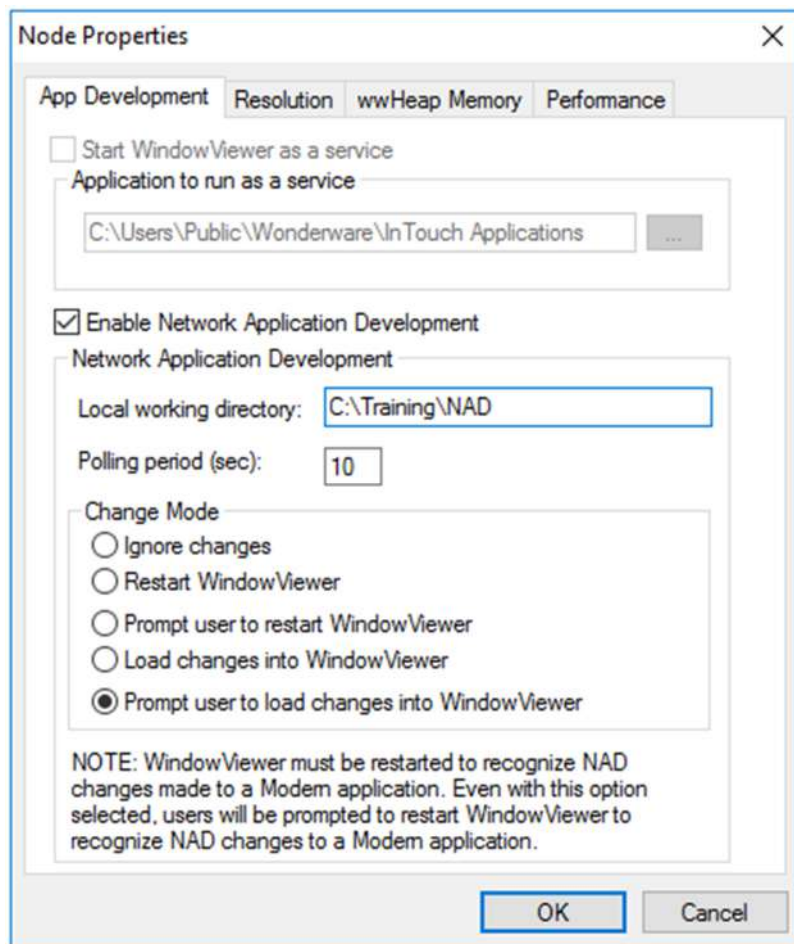 Node Properties
App Development Resolution wwHeap Memory Performance
Start WindowViewer as a service
Application to run as a service
C:\Users\Public\Wonderware\InTouch Applications ...
Enable Network Application Development
Network Application Development
Local working directory: C:\Training\NAD
Polling period (sec): 10
Change Mode
Ignore changes
Restart WindowViewer
Prompt user to restart WindowViewer
Load changes into WindowViewer
Prompt user to load changes into WindowViewer
NOTE: WindowViewer must be restarted to recognize NAD
changes made to a Modern application. Even with this option
selected, users will be prompted to restart WindowViewer to
recognize NAD changes to a Modern application.
OK Cancel